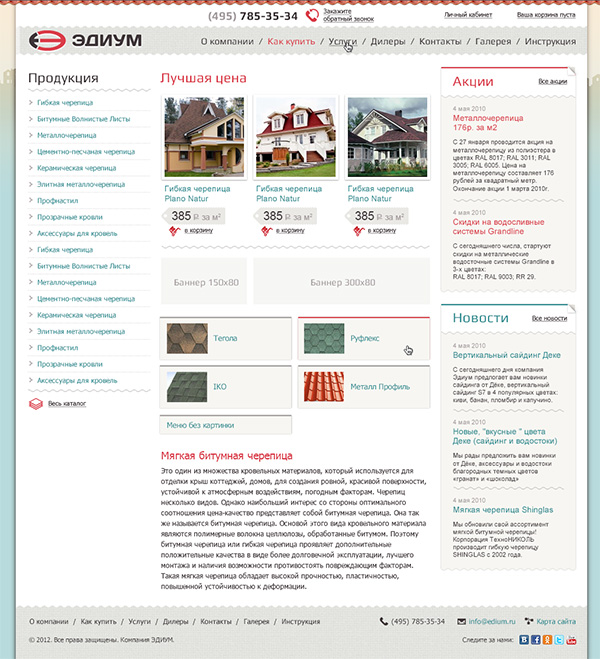 (495) 785-35-34
Закажите
обратный звонок
Личный кабинет
Ваша корзина пуста
ЭДИУМ
О компании / Как купить / Услуги / Дилеры / Контакты / Галерея / Инструкция
Продукция
Гибкая черепица
Битумные Волнистые Листы
Металлочерепица
Цементно-песчаная черепица
Керамическая черепица
Элитная металлочерепица
Профнастил
Прозрачные кровли
Аксессуары для кровель
Гибкая черепица
Битумные Волнистые Листы
Металлочерепица
Цементно-песчаная черепица
Керамическая черепица
Элитная металлочерепица
Профнастил
Прозрачные кровли
Аксессуары для кровель
Весь каталог
Лучшая цена
Гибкая черепица
Plano Natur
385 Р за м²
в корзину
Гибкая черепица
Plano Natur
385 Р за м²
в корзину
Гибкая черепица
Plano Natur
385 Р за м²
в корзину
Баннер 150x80
Баннер 300x80
Тегола
Руфлекс
IKO
Металл Профиль
Меню без картинки
Мягкая битумная черепица
Это один из множества кровельных материалов, который используется для
отделки крыш коттеджей, домов, для создания ровной, красивой поверхности,
устойчивой к атмосферным воздействиям, погодным факторам. Черепиц
несколько видов. Однако наибольший интерес со стороны оптимального
соотношения цена-качество представляет собой битумная черепица. Она так
же называется битумная черепица. Основой этого вида кровельного материала
являются полимерные волокна целлюлозы, обработанные битумом. Поэтому
битумная черепица или гибкая черепица проявляет дополнительные
положительные качества в виде более долговечной эксплуатации, лучшего монтажа
и наличия возможности противостоять повреждающим факторам.
Такая мягкая черепица обладает высокой прочностью, пластичностью,
повышенной устойчивостью к деформации.
Акции
Все акции
4 мая 2010
Металлочерепица
176р. за м2
С 27 января проводится акция на
металлочерепицу из полиэстера в
цветах RAL 8017; RAL 3011; RAL
3005; RAL 6005. Цена на
металлочерепицу составляет 176
рублей за квадратный метр.
Окончание акции 1 марта 2010г.
4 мая 2010
Скидки на водосливные
системы Grandline
С сегодняшнего числа, стартуют
скидки на металлические
водосточные системы Grandline в
3-х цветах:
RAL 8017; RAL 9003; RR 29.
Новости
Все новости
4 мая 2010
Вертикальный сайдинг Деке
С сегодняшнего дня компания
Эдиум предлогает вам новинки
сайдинга от Дёке, вертикальный
сайдинг S7 в 4 популярных цветах:
киви, банан, пломбир и капучино.
4 мая 2010
Новые, "вкусные " цвета
Деке (сайдинг и водостоки)
Мы рады предложить вам новинки
от Дёке, аксессуары и водостоки
благородных темных цветов
«гранат» и «шоколад»
4 мая 2010
Мягкая черепица Shinglas
Мы обновили свой ассортимент
мягкой битумной черепицы!
Корпорация ТехноНИКОЛЬ
производит гибкую черепицу
SHINGLAS с 2002 года.
О компании / Как купить / Услуги / Дилеры / Контакты / Галерея / Инструкция
(495) 785-35-34
info@edium.ru
Карта сайта
© 2012. Все права защищены. Компания ЭДИУМ.
Следите за нами: